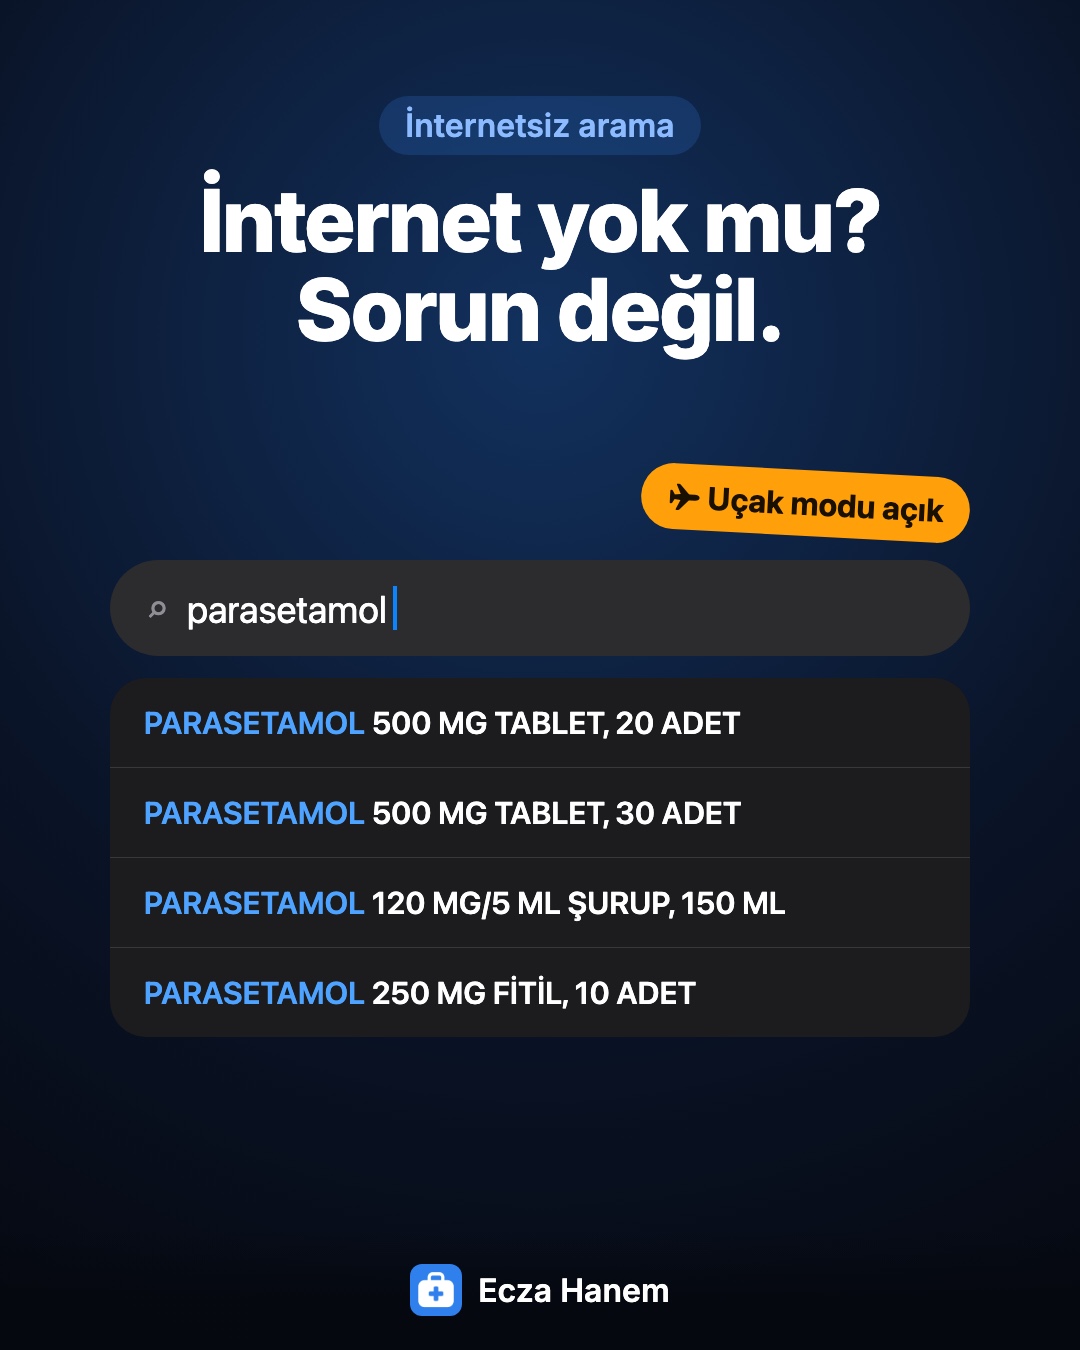 İnternetsiz arama
İnternet yok mu?
Sorun değil.
Uçak modu açık
parasetamol
PARASETAMOL 500 MG TABLET, 20 ADET
PARASETAMOL 500 MG TABLET, 30 ADET
PARASETAMOL 120 MG/5 ML ŞURUP, 150 ML
PARASETAMOL 250 MG FİTİL, 10 ADET
Ecza Hanem